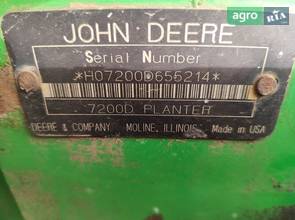 agro RIA
JOHN DEERE
Serial Number
*H07200D655214*
7200D PLANTER
DEERE & COMPANY MOLINE, ILLINOIS Made in USA